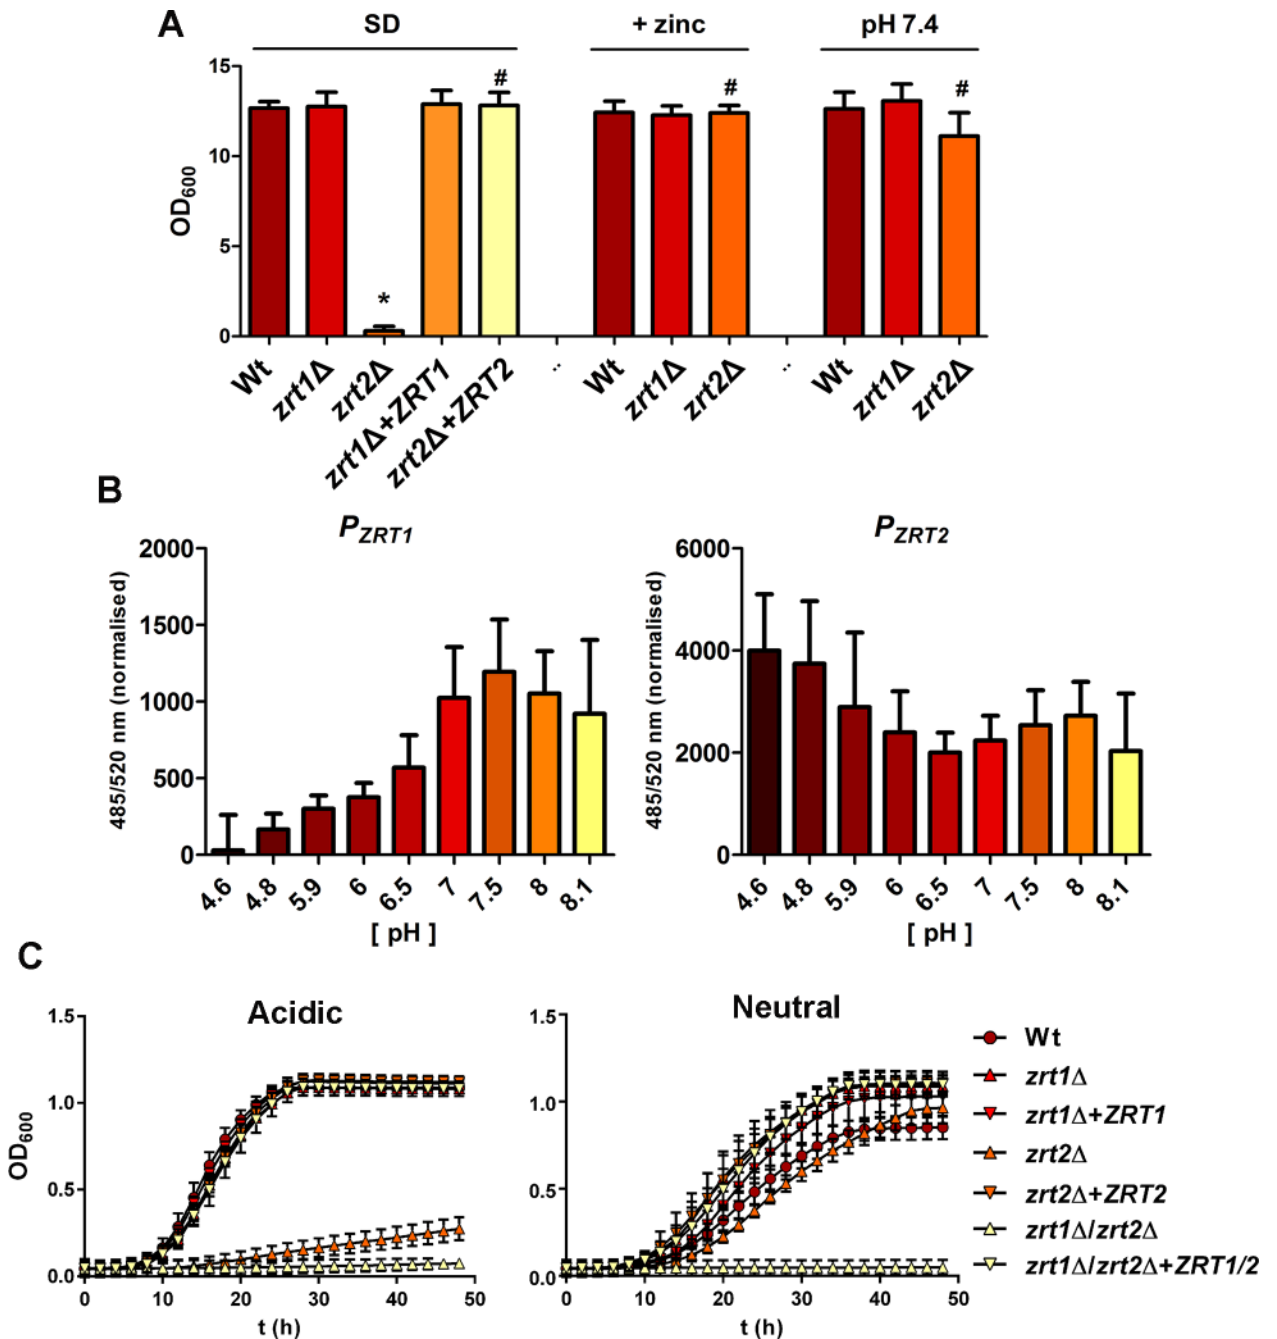 A
SD
+ zinc
pH 7.4
OD600
15
10
5
0
#
#
#
*
Wt
zrt1Δ
zrt2Δ
zrt1Δ+ZRT1
zrt2Δ+ZRT2
..
Wt
zrt1Δ
zrt2Δ
..
Wt
zrt1Δ
zrt2Δ
B
PZRT1
485/520 nm (normalised)
2000
1500
1000
500
0
4.6
4.8
5.9
6
6.5
7
7.5
8
8.1
[ pH ]
PZRT2
485/520 nm (normalised)
6000
4000
2000
0
4.6
4.8
5.9
6
6.5
7
7.5
8
8.1
[ pH ]
C
Acidic
OD600
1.5
1.0
0.5
0.0
0
10
20
30
40
50
t (h)
Neutral
1.5
1.0
0.5
0.0
0
10
20
30
40
50
t (h)
Wt
zrt1Δ
zrt1Δ+ZRT1
zrt2Δ
zrt2Δ+ZRT2
zrt1Δ/zrt2Δ
zrt1Δ/zrt2Δ+ZRT1/2